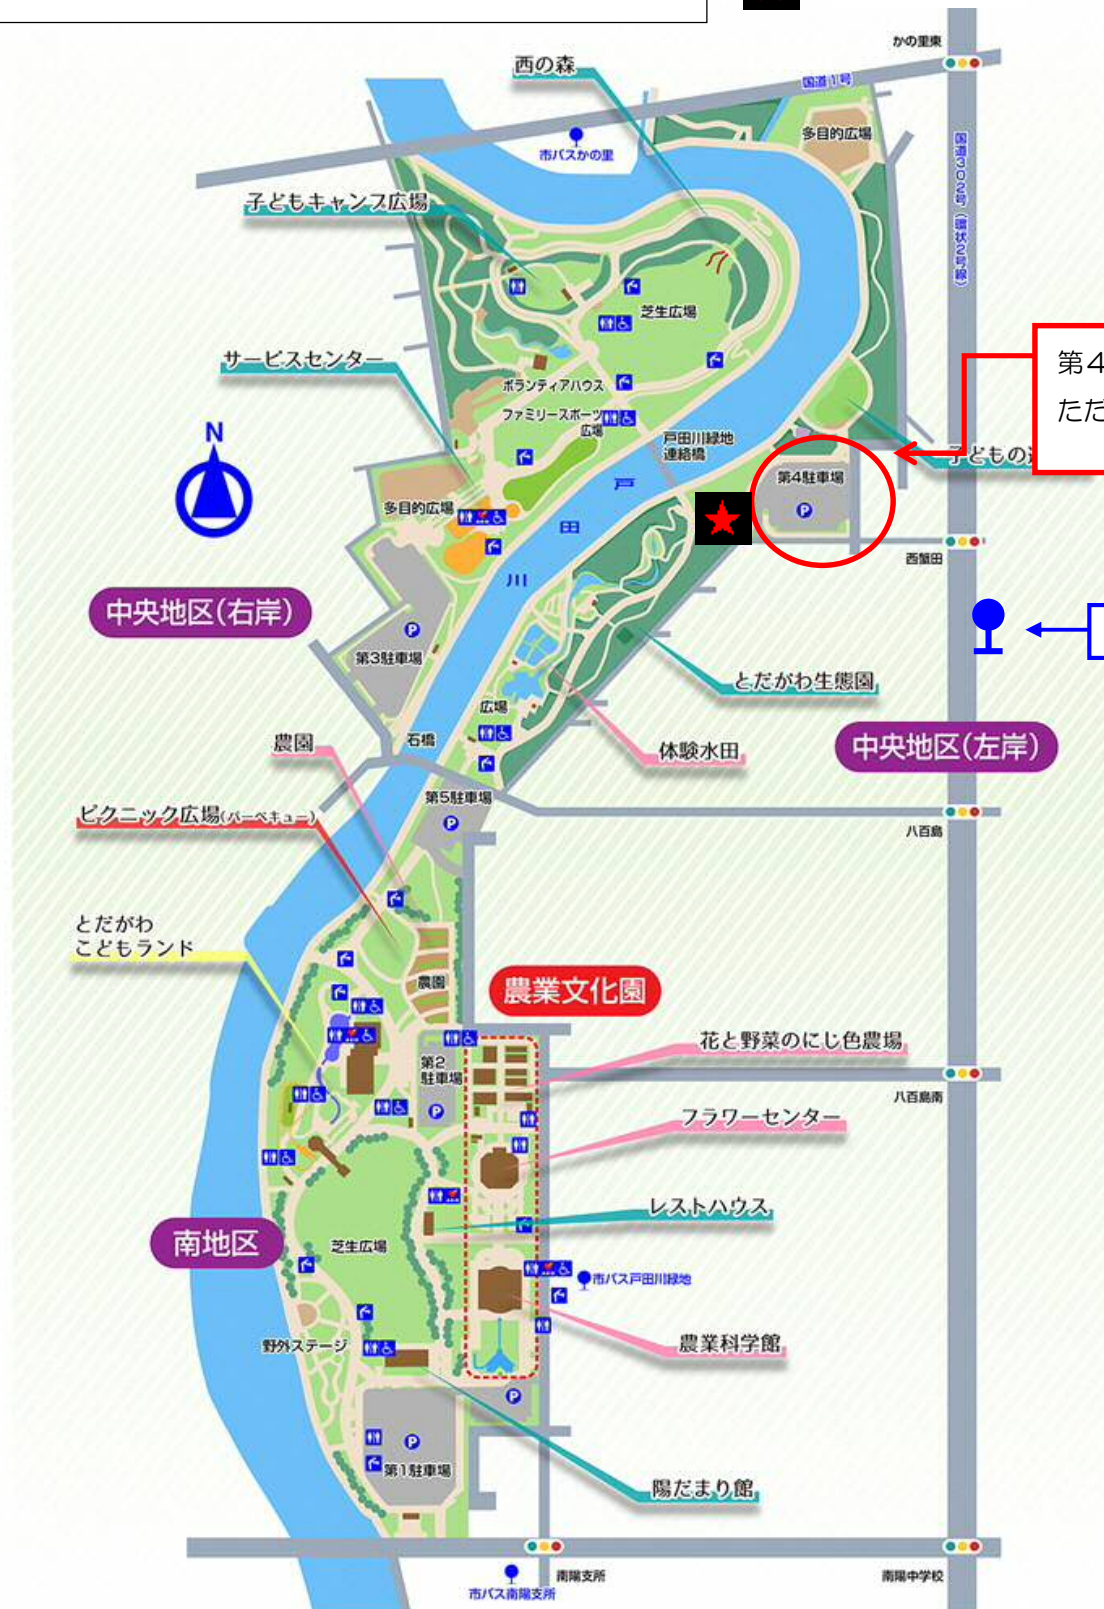 かの里東
西の森
国道1号
多目的広場
市バスかの里
国道302号(環状2号線)
子どもキャンプ広場
芝生広場
第4
ただ
サービスセンター
ボランティアハウス
ファミリースポーツ
広場
戸田川緑地
連絡橋
N
子どもの
第4駐車場
P
戸
多目的広場
田
西蟹田
川
中央地区(右岸)
P
第3駐車場
とだがわ生態園
広場
石橋
農園
体験水田
中央地区(左岸)
第5駐車場
P
ピクニック広場(バーベキュー)
八百島
とだがわ
こどもランド
農園
農業文化園
花と野菜のにじ色農場
第2
駐車場
P
八百島南
フラワーセンター
レストハウス
南地区
芝生広場
市バス戸田川緑地
野外ステージ
農業科学館
P
P
第1駐車場
陽だまり館
南陽支所
南陽中学校
市バス南陽支所